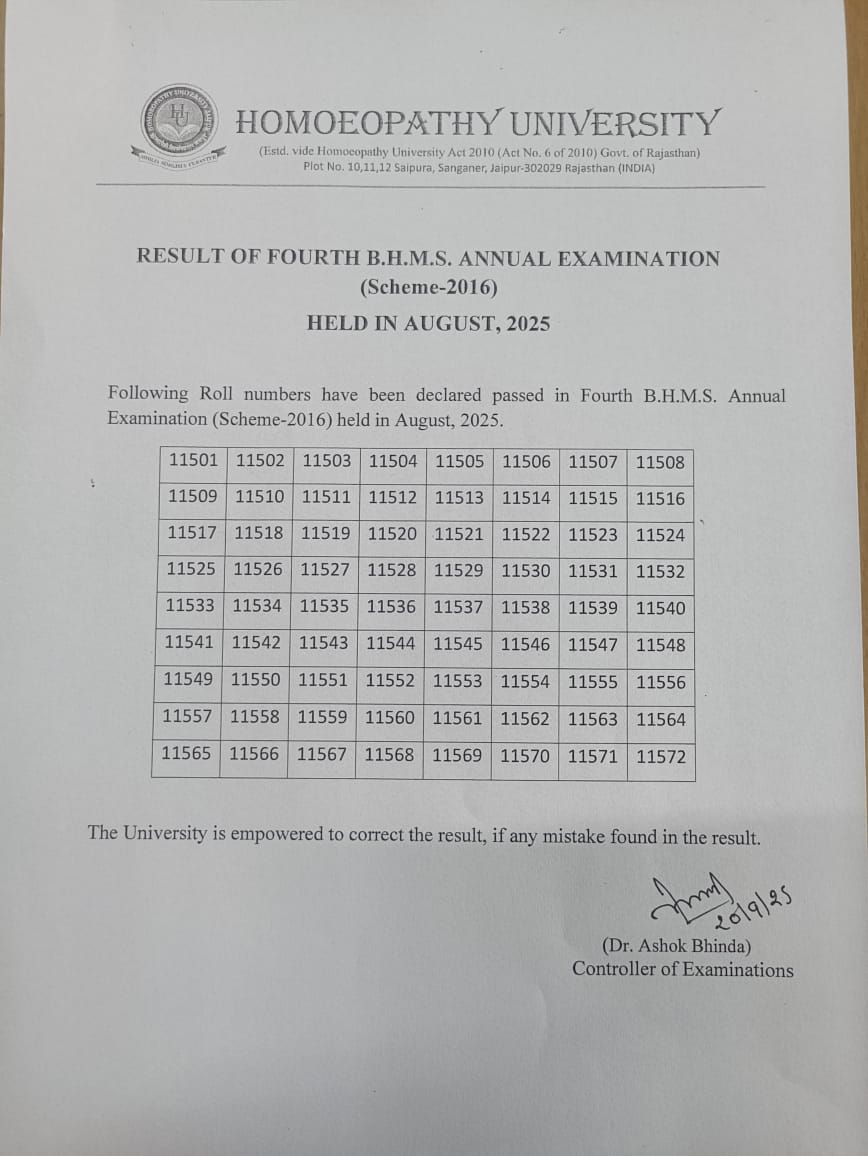 HOMOEOPATHY UNIVERSITY
(Estd. vide Homoeopathy University Act 2010 (Act No. 6 of 2010) Govt. of Rajasthan)
Plot No. 10,11,12 Saipura, Sanganer, Jaipur-302029 Rajasthan (INDIA)
RESULT OF FOURTH B.H.M.S. ANNUAL EXAMINATION
(Scheme-2016)
HELD IN AUGUST, 2025
Following Roll numbers have been declared passed in Fourth B.H.M.S. Annual
Examination (Scheme-2016) held in August, 2025.
11501 11502 11503 11504 11505 11506 11507 11508
11509 11510 11511 11512 11513 11514 11515 11516
11517 11518 11519 11520 11521 11522 11523 11524
11525 11526 11527 11528 11529 11530 11531 11532
11533 11534 11535 11536 11537 11538 11539 11540
11541 11542 11543 11544 11545 11546 11547 11548
11549 11550 11551 11552 11553 11554 11555 11556
11557 11558 11559 11560 11561 11562 11563 11564
11565 11566 11567 11568 11569 11570 11571 11572
The University is empowered to correct the result, if any mistake found in the result.
20/9/25
(Dr. Ashok Bhinda)
Controller of Examinations